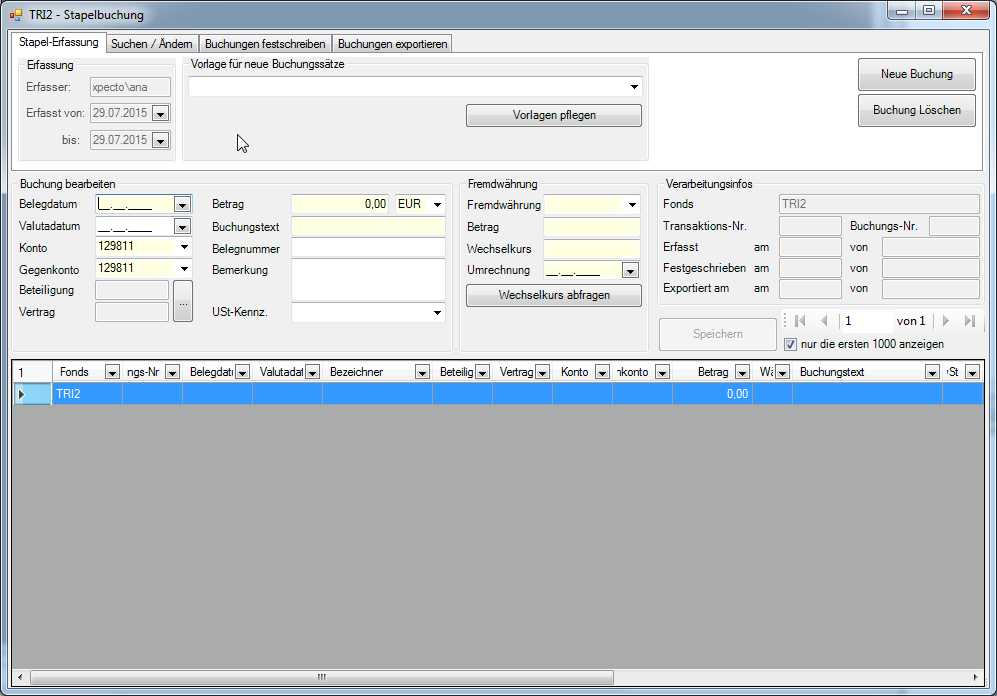 TRI2 - Stapelbuchung
Stapel-Erfassung Suchen / Ändern Buchungen festschreiben Buchungen exportieren
Erfassung
Erfasser: xpecto\ana
Erfasst von: 29.07.2015
bis: 29.07.2015
Vorlage für neue Buchungssätze
Vorlagen pflegen
Neue Buchung
Buchung Löschen
Buchung bearbeiten
Belegdatum __.__.____
Valutadatum __.__.____
Konto 129811
Gegenkonto 129811
Beteiligung
Vertrag
...
Betrag 0,00 EUR
Buchungstext
Belegnummer
Bemerkung
USt-Kennz.
Fremdwährung
Fremdwährung
Betrag
Wechselkurs
Umrechnung __.__.____
Wechselkurs abfragen
Verarbeitungsinfos
Fonds TRI2
Transaktions-Nr. Buchungs-Nr.
Erfasst am von
Festgeschrieben am von
Exportiert am am von
1 von 1
Speichern
nur die ersten 1000 anzeigen
1 Fonds ngs-Nr Belegdatu Valutadat Bezeichner Beteilig Vertrag Konto nkonto Betrag Wä Buchungstext St
TRI2 0,00